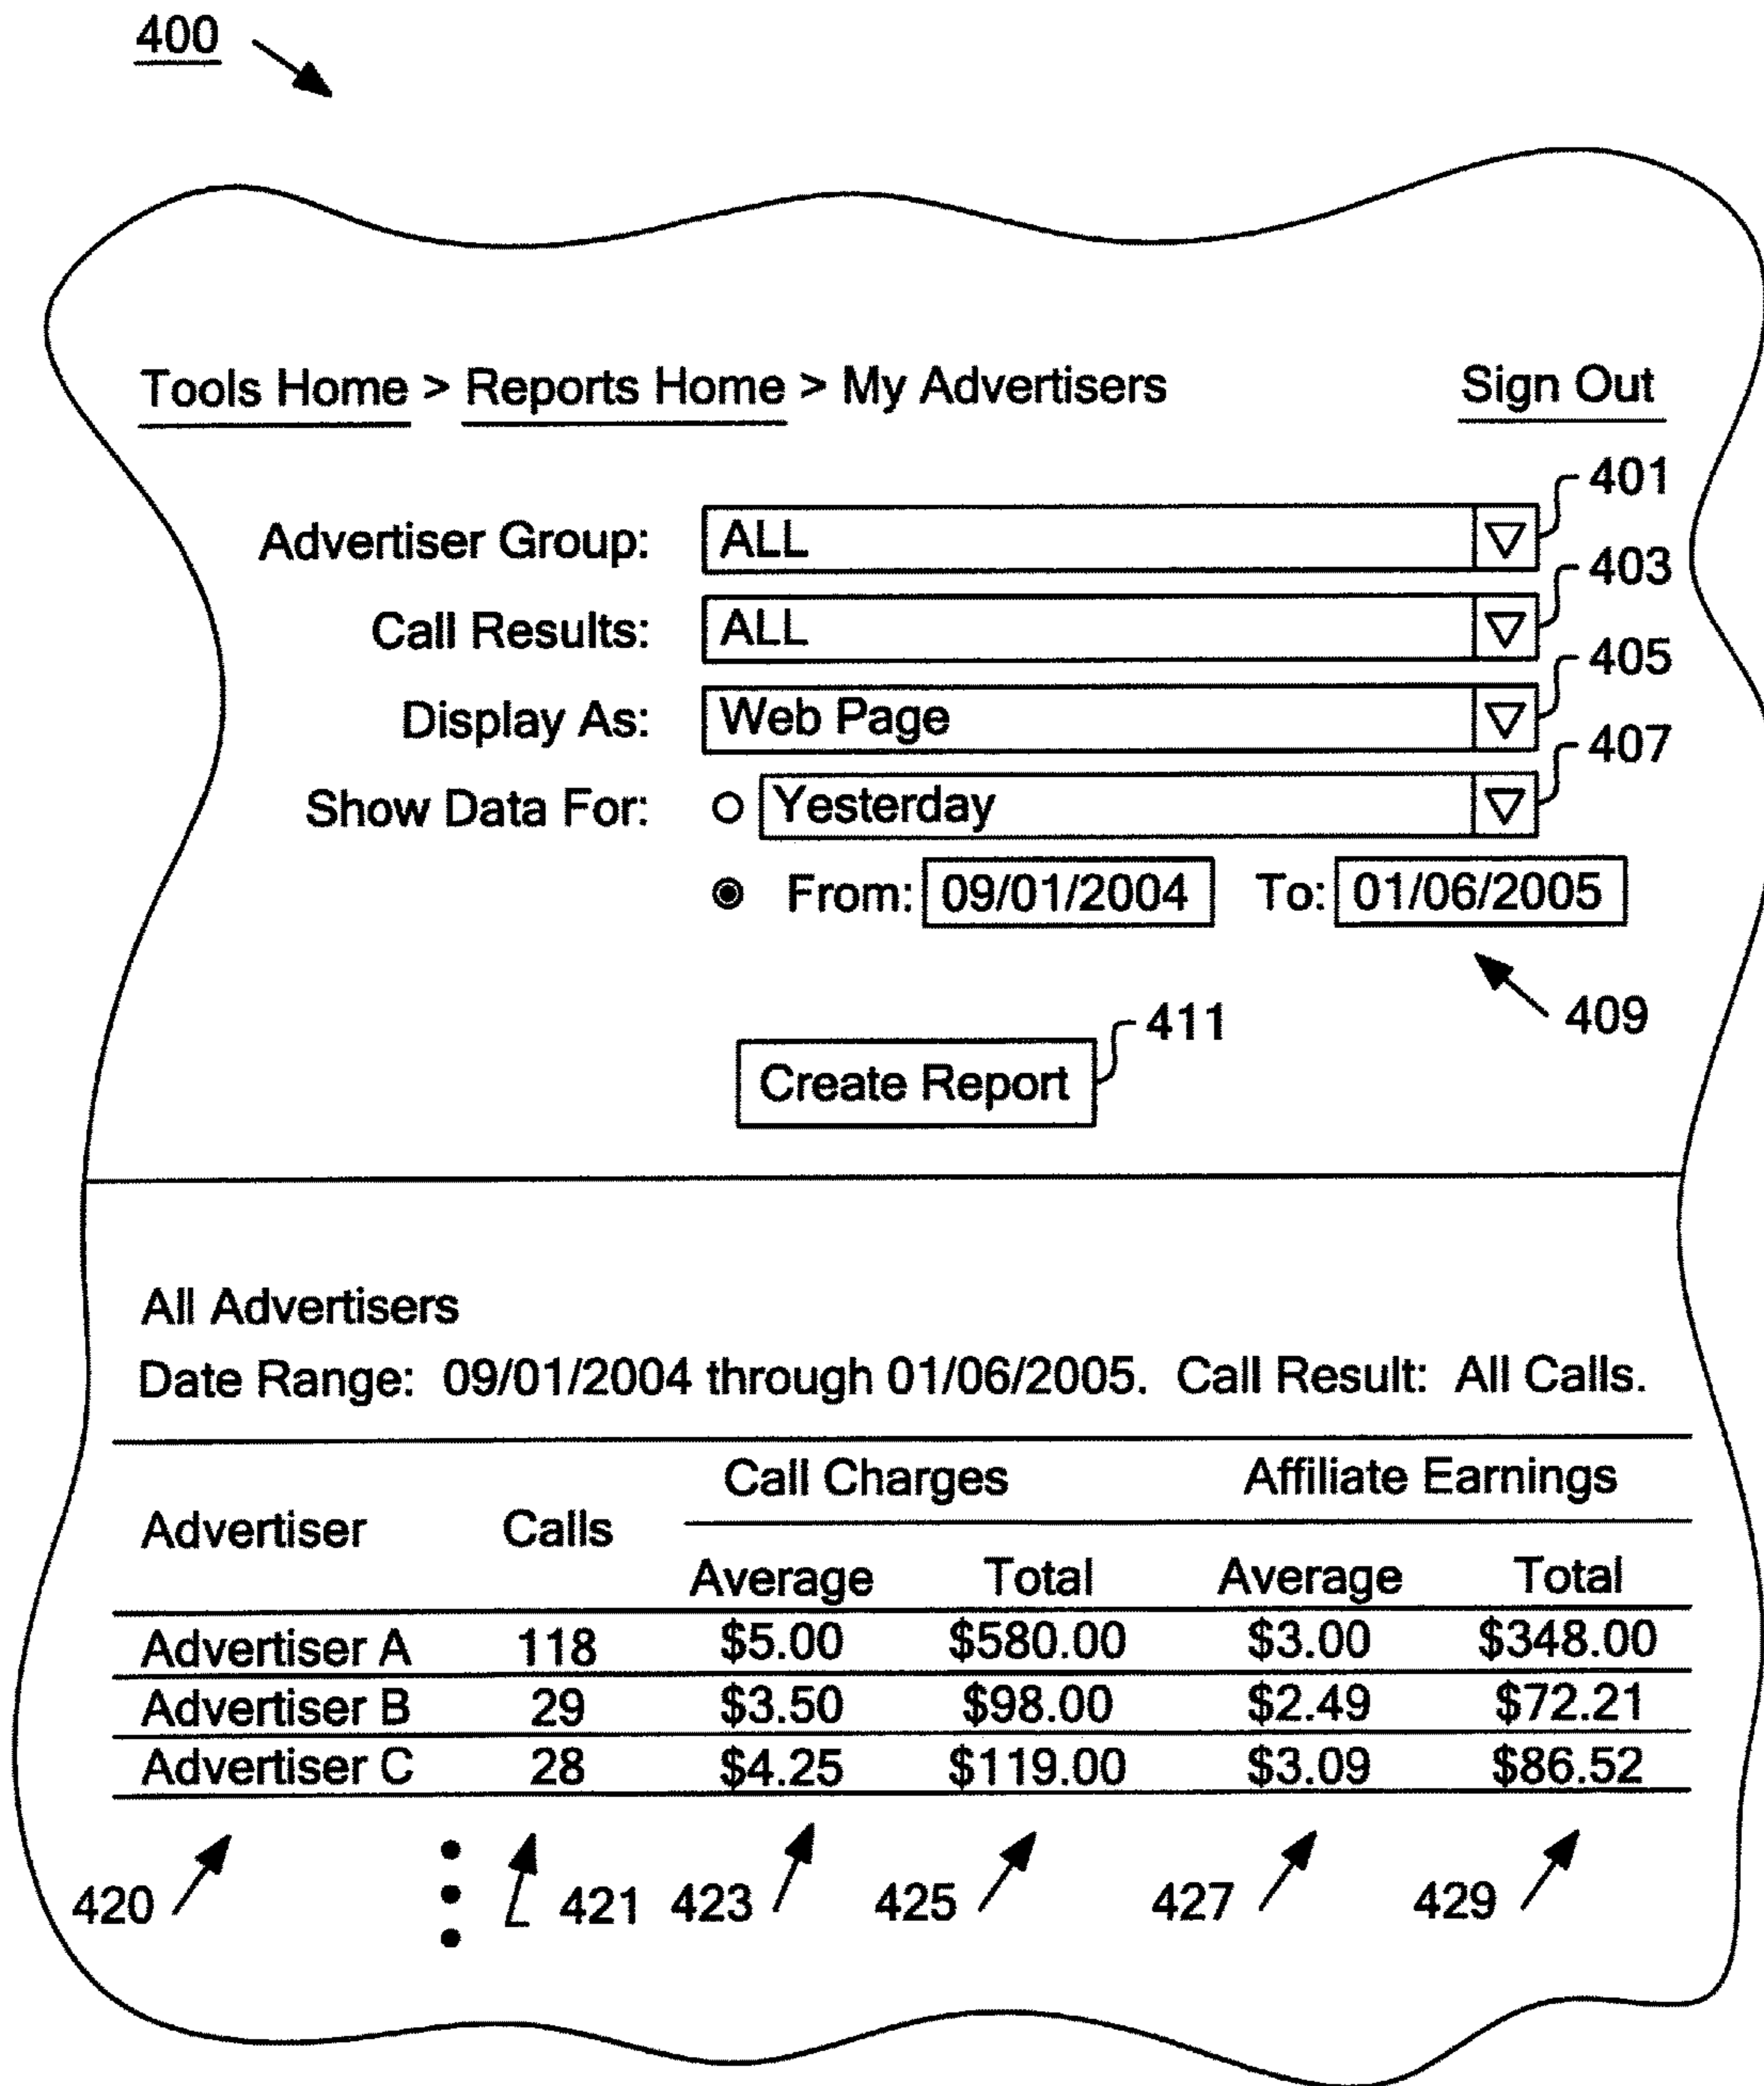 400
Tools Home > Reports Home > My Advertisers Sign Out
401
Advertiser Group: ALL
403
Call Results: ALL
405
Display As: Web Page
407
Show Data For: Yesterday
From: 09/01/2004 To: 01/06/2005
409
411
Create Report
All Advertisers
Date Range: 09/01/2004 through 01/06/2005. Call Result: All Calls.
Call Charges Affiliate Earnings
Advertiser Calls
Average Total Average Total
Advertiser A 118 $5.00 $580.00 $3.00 $348.00
Advertiser B 29 $3.50 $98.00 $2.49 $72.21
Advertiser C 28 $4.25 $119.00 $3.09 $86.52
420 421 423 425 427 429